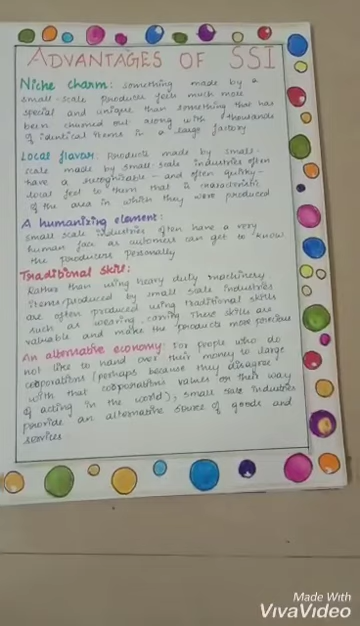 ADVANTAGES OF SSI
Niche charm: something made by a
small-scale producer feels much more
special and unique than something that has
been churned out along with thousands
of identical items in a large factory
Local flavar: Products made by small-
scale made by small-scale industries often
have a recognizable - and often quirky -
local feel to them that is characteristic
of the area in which they were produced
A humanizing element:
Small scale industries often have a very
human face as customers can get to know
the producers personally
Traditional skill:
Rather than using heavy duty machinery
items produced by small scale industries
are often produced using traditional skills
such as weaving These skills are
valuable and make the products more precious
An alternative economy: For people who do
not like to hand over their money to large
corporations (perhaps because they disagree
with that corporations values or their way
of acting in the world); small scale industries
provide an alternative source of goods and
services
Made With
VivaVideo